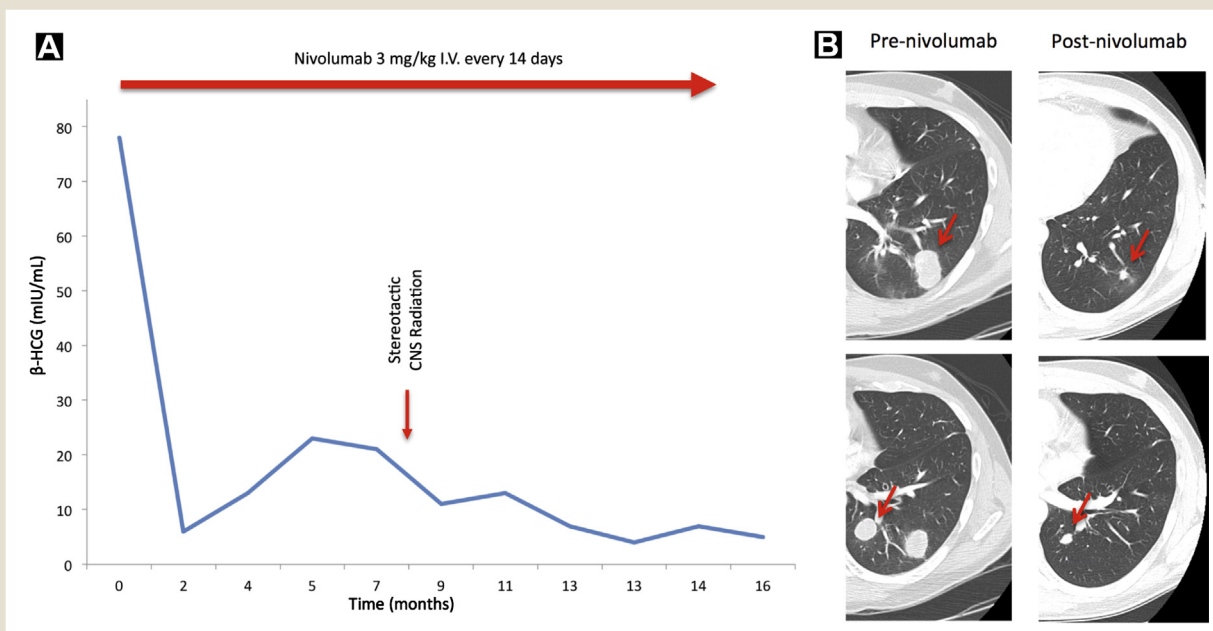 A
Nivolumab 3 mg/kg I.V. every 14 days
80
70
60
50
40
30
20
10
0
β-HCG (mIU/mL)
Stereotactic
CNS Radiation
0 2 4 5 7 9 11 13 13 14 16
Time (months)
B
Pre-nivolumab Post-nivolumab